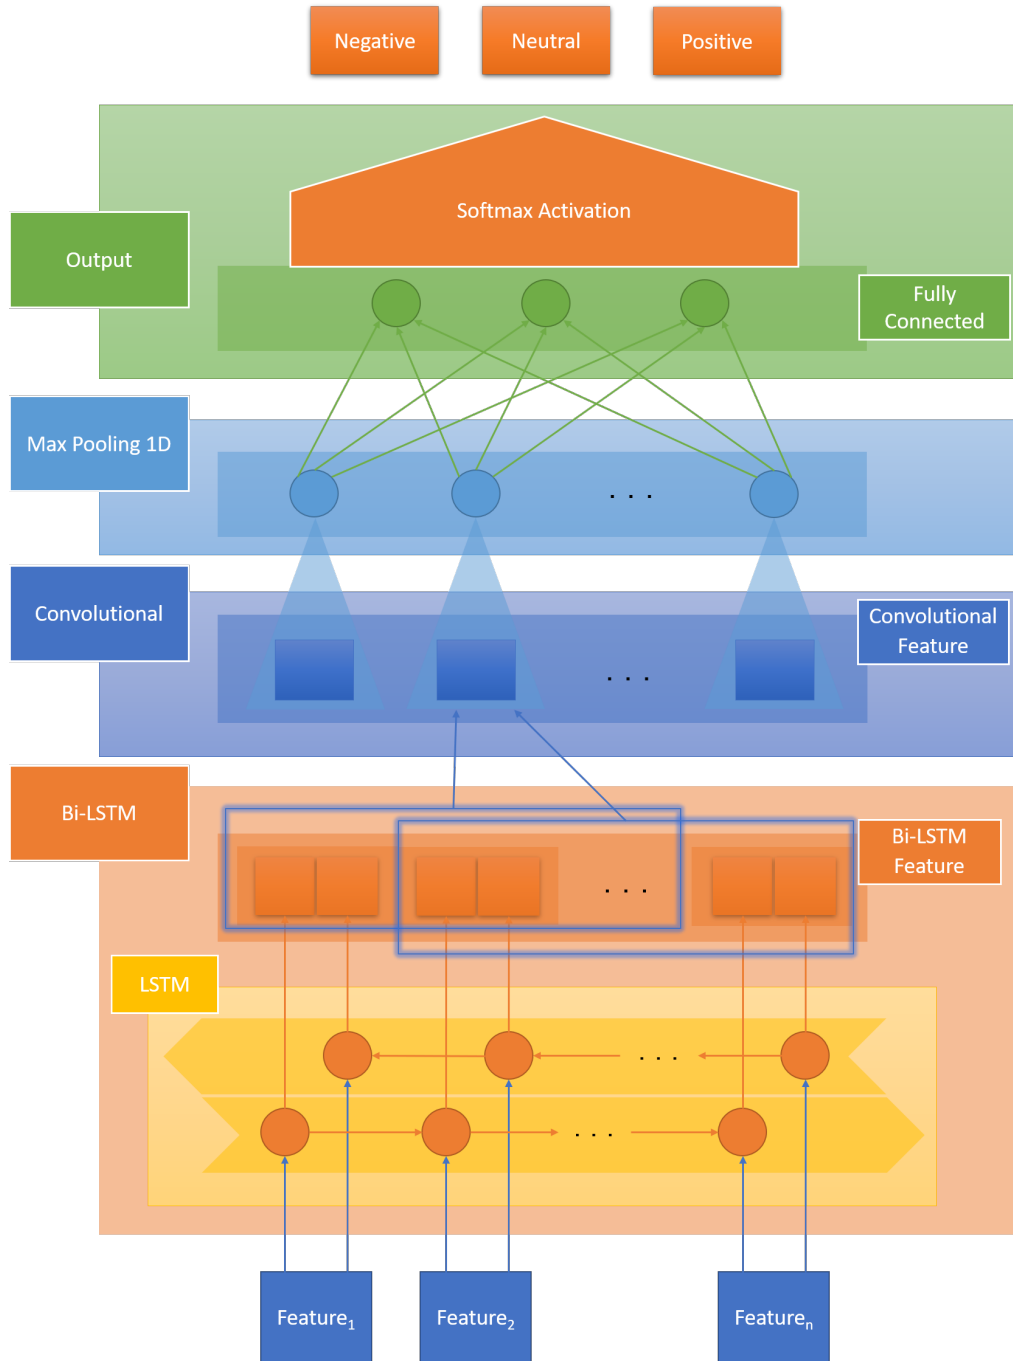 Negative
Neutral
Positive
Softmax Activation
Output
Fully
Connected
Max Pooling 1D
. . .
Convolutional
Convolutional
Feature
. . .
Bi-LSTM
Bi-LSTM
Feature
. . .
LSTM
. . .
. . .
Feature₁
Feature₂
Featureₙ